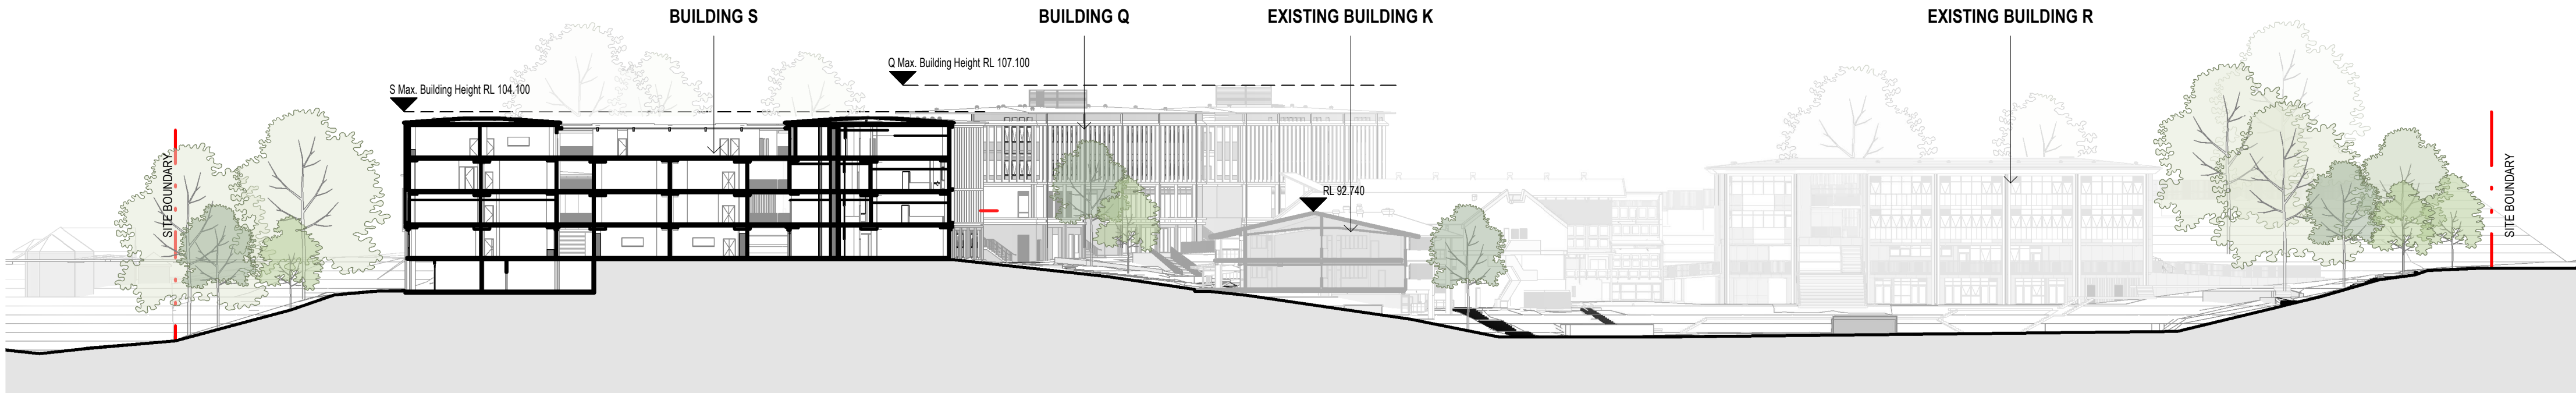 BUILDING S
BUILDING Q
EXISTING BUILDING K
EXISTING BUILDING R
Q Max. Building Height RL 107.100
S Max. Building Height RL 104.100
SITE BOUNDARY
RL 92.740
SITE BOUNDARY